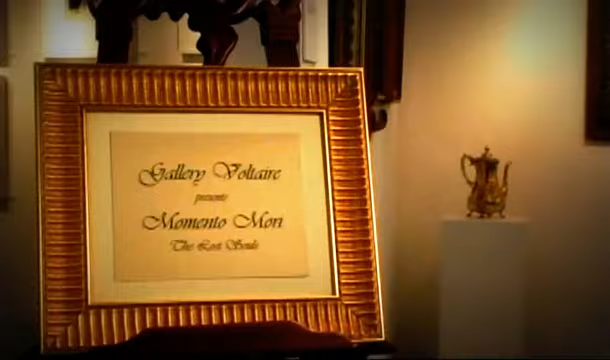 Gallery Voltaire
presents
Momento Mori
The Lost Souls